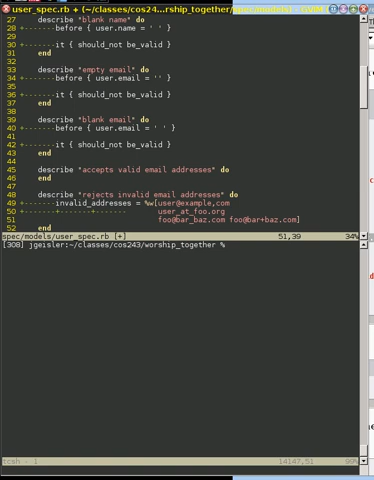 user_spec.rb + (~/classes/cos24...rship_together/
27 describe "blank name" do
28 +-------before { user.name = ' ' }
29
30 +-------it { should_not be_valid }
31 end
32
33 describe "empty email" do
34 +-------before { user.email = '' }
35
36 +-------it { should_not be_valid }
37 end
38
39 describe "blank email" do
40 +-------before { user.email = ' ' }
41
42 +-------it { should_not be_valid }
43 end
44
45 describe "accepts valid email addresses" do
46 end
47
48 describe "rejects invalid email addresses" do
49 +-------invalid_addresses = %w[user@example,com
50 +-------+-------+------- user_at_foo.org
51 foo@bar_baz.com foo@bar+baz.com]
52 end
spec/models/user_spec.rb [+] 51,39 34%
[308] jgeisler:~/classes/cos243/worship_together %
tcsh - 1 14147,51 99%